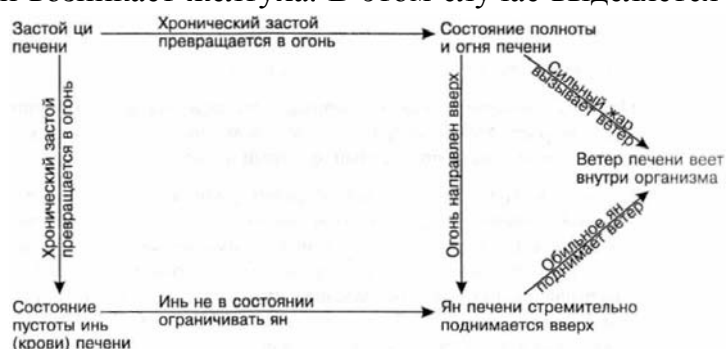 и возникает желтуха. В этом случае выделяется
Застой ци
печени
Хронический застой
превращается в огонь
Состояние полноты
и огня печени
Хронический застой
превращается в огонь
Огонь направлен вверх
Сильный жар
вызывает ветер
Ветер печени веет
внутри организма
Обильное ян
поднимает ветер
Состояние
пустоты инь
(крови) печени
Инь не в состоянии
ограничивать ян
Ян печени стремительно
поднимается вверх